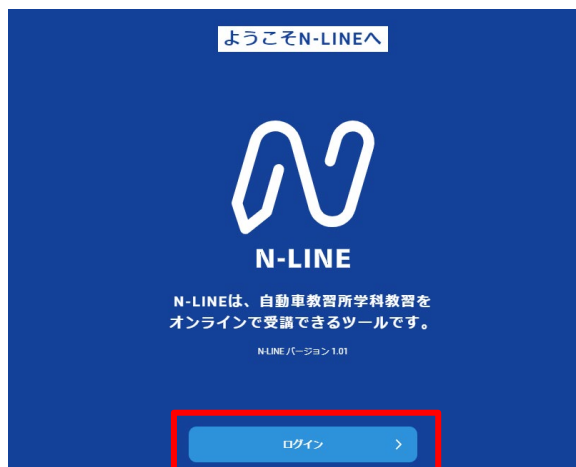 ようこそN-LINEへ
N-LINE
N-LINEは、自動車教習所学科教習を
オンラインで受講できるツールです。
N-LINE バージョン 1.01
ログイン